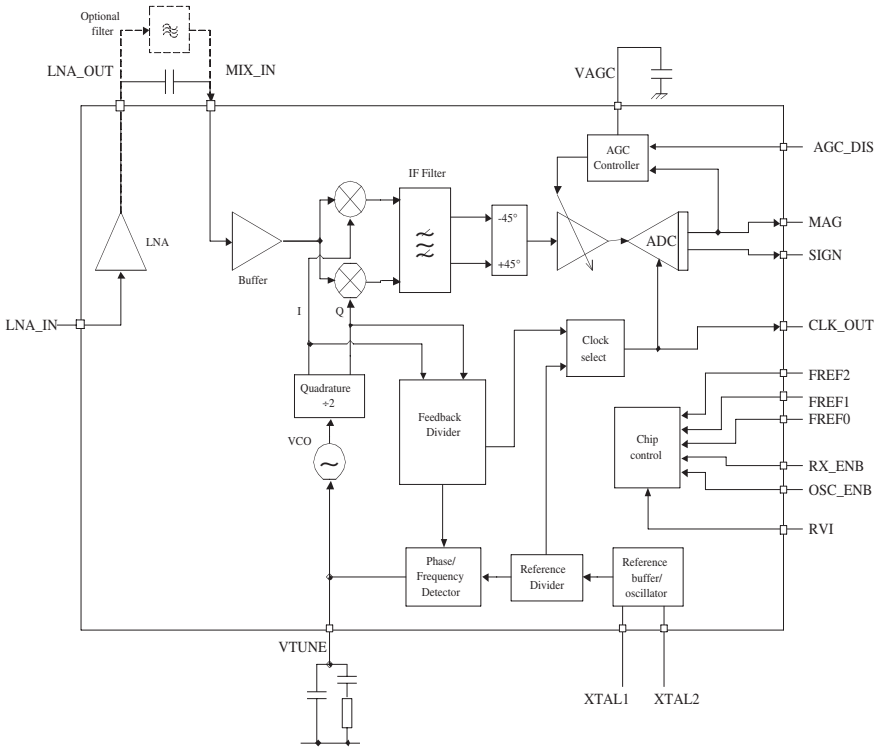 Optional
filter
LNA_OUT
MIX_IN
VAGC
AGC
Controller
AGC_DIS
IF Filter
-45°
+45°
LNA
Buffer
ADC
MAG
SIGN
LNA_IN
I
Q
Clock
select
CLK_OUT
Quadrature
÷2
Feedback
Divider
VCO
Chip
control
FREF2
FREF1
FREF0
RX_ENB
OSC_ENB
RVI
Phase/
Frequency
Detector
Reference
Divider
Reference
buffer/
oscillator
VTUNE
XTAL1
XTAL2